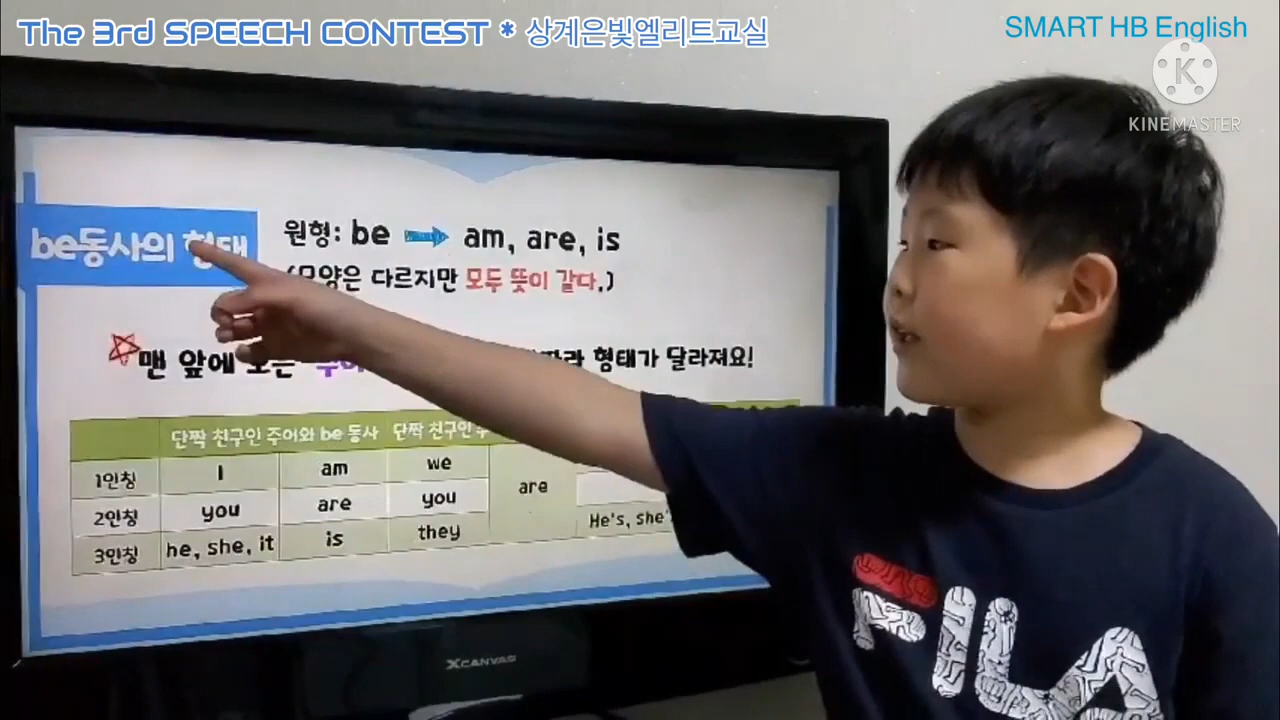 The 3rd SPEECH CONTEST * 상계은빛엘리트교실
SMART HB English
KINEMASTER
be동사의 형태
원형: be ➡ am, are, is
(모양은 다르지만 모두 뜻이 같다.)
맨 앞에 오는 형태가 달라져요!
단짝 친구인 주어와 be 동사 단짝 친구인
1인칭 I am we
2인칭 you are you are
3인칭 he, she, it is they He's, she'
XCANVAS
FILA